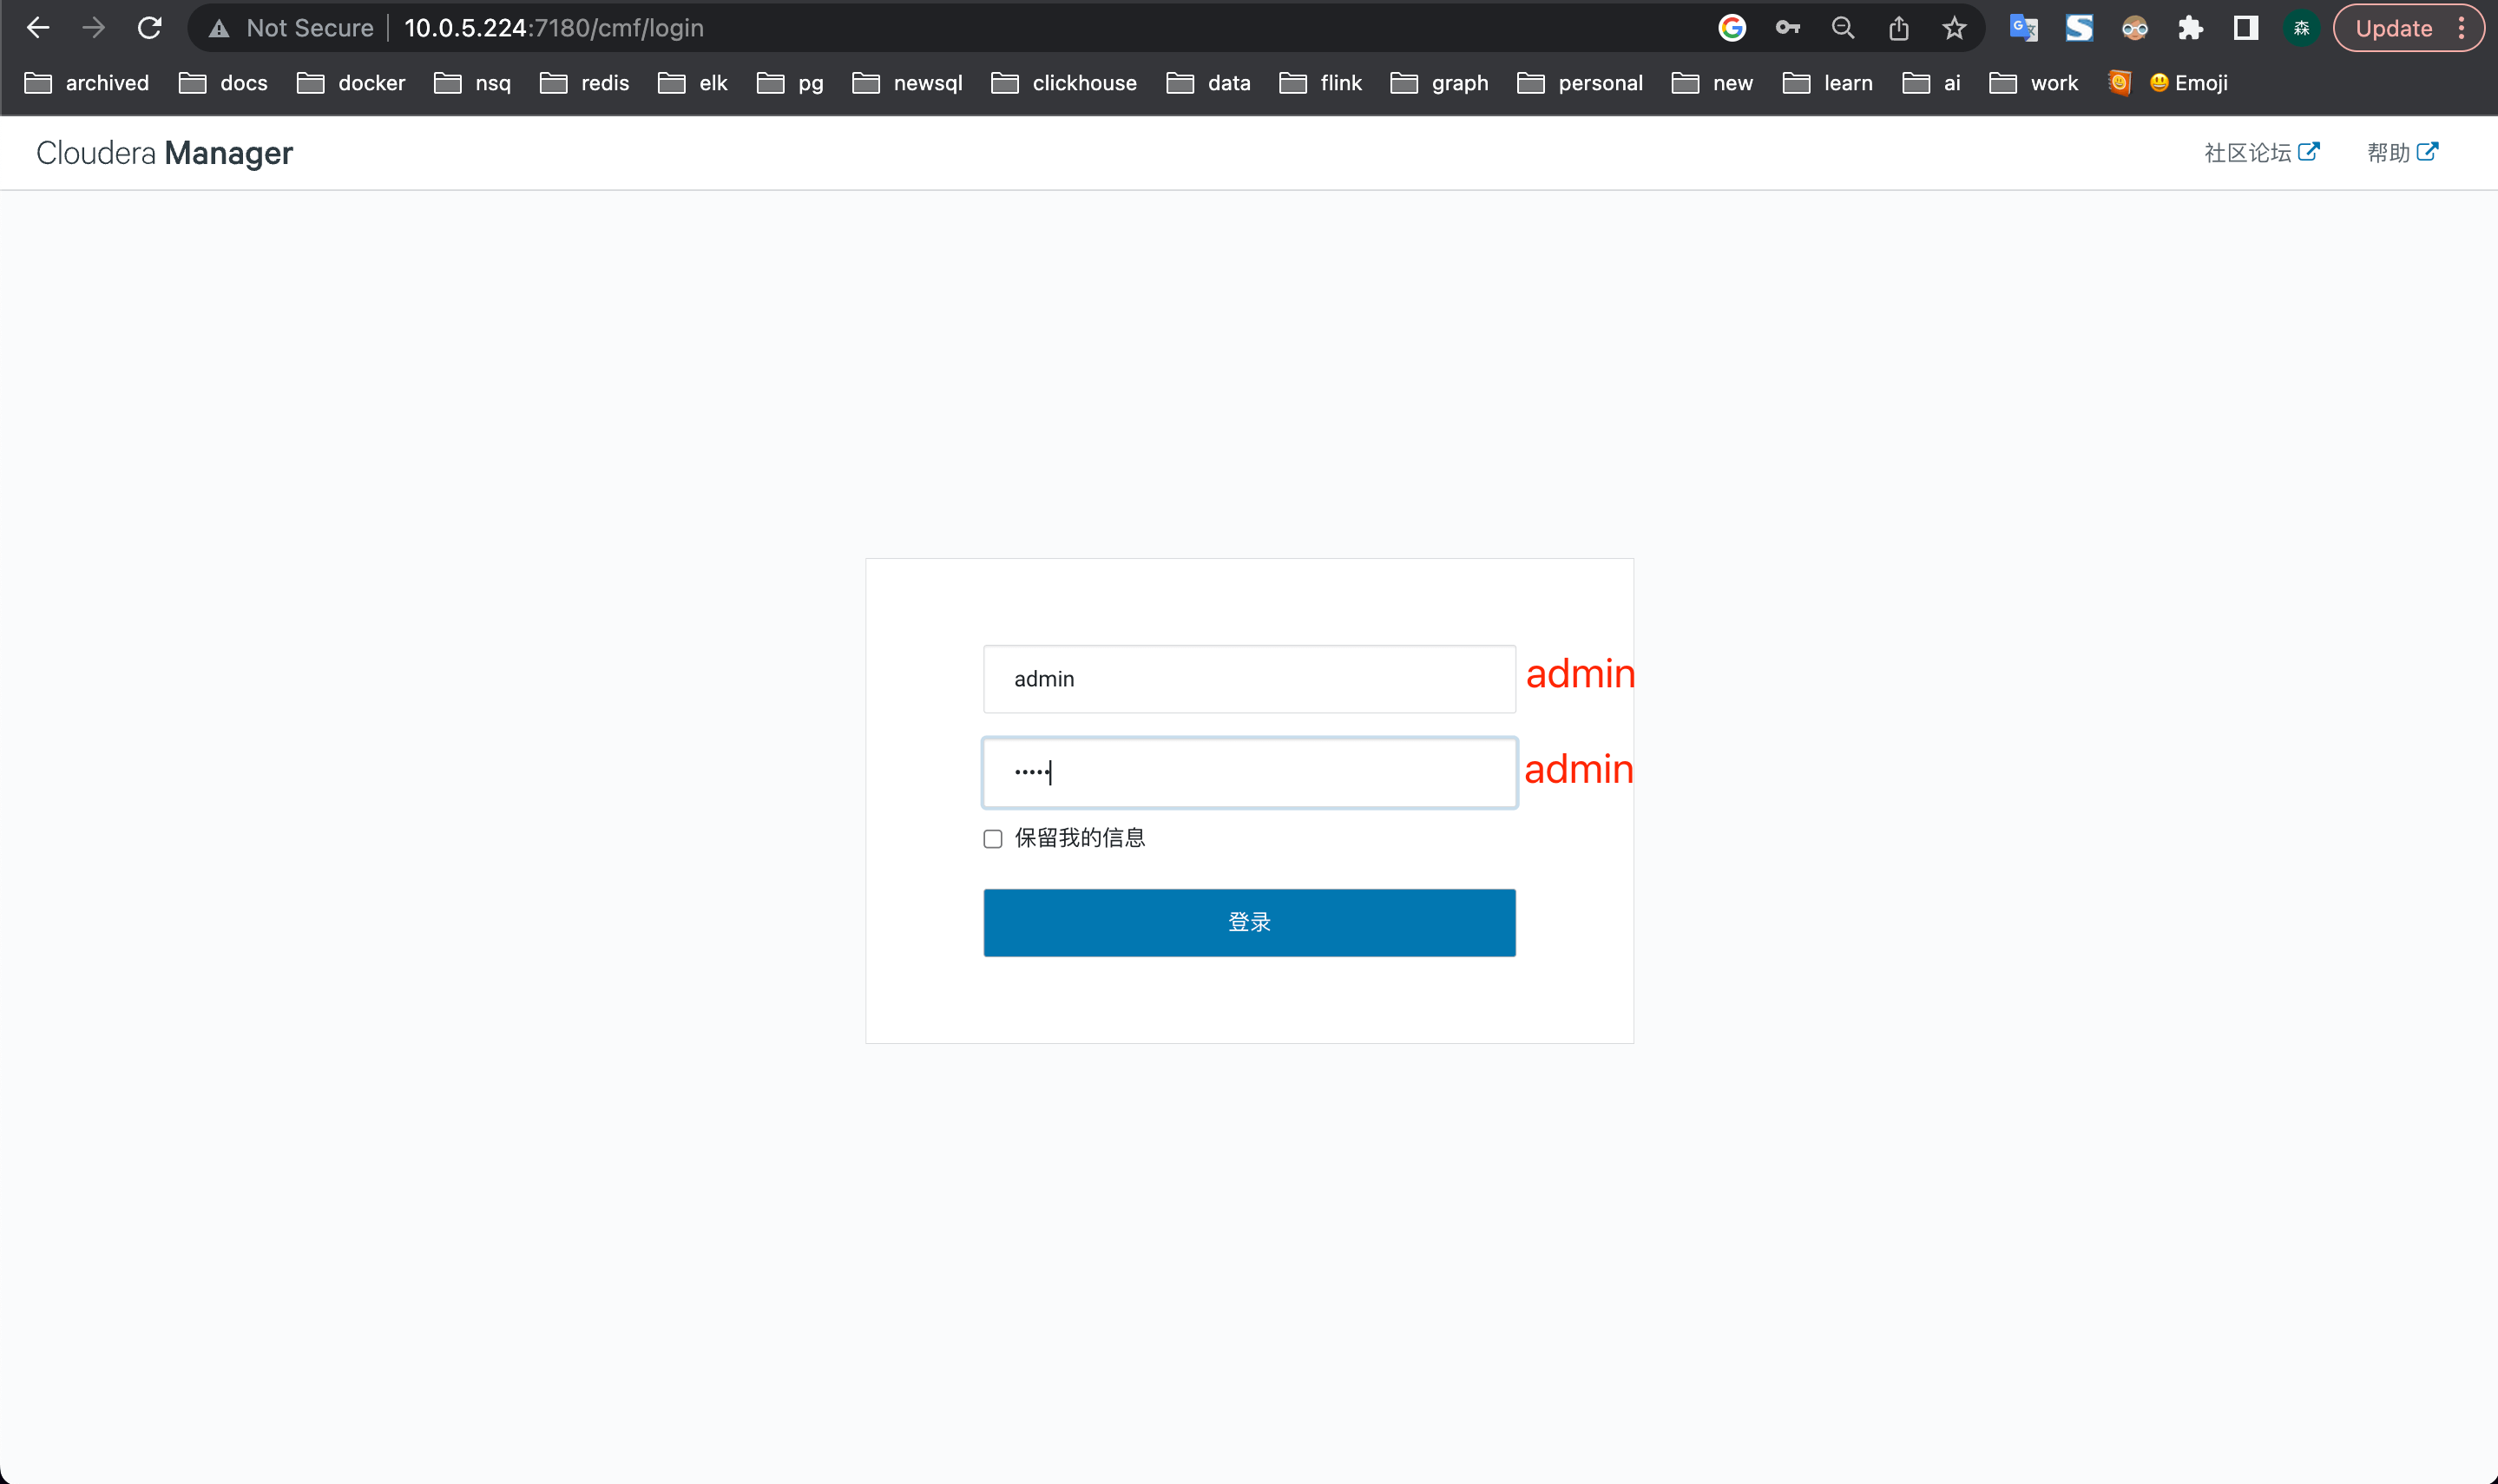 Not Secure 10.0.5.224:7180/cmf/login 森 Update
archived docs docker nsq redis elk pg newsql clickhouse data flink graph personal new learn ai work Emoji
Cloudera Manager 社区论坛 帮助
admin admin
••••• admin
保留我的信息
登录